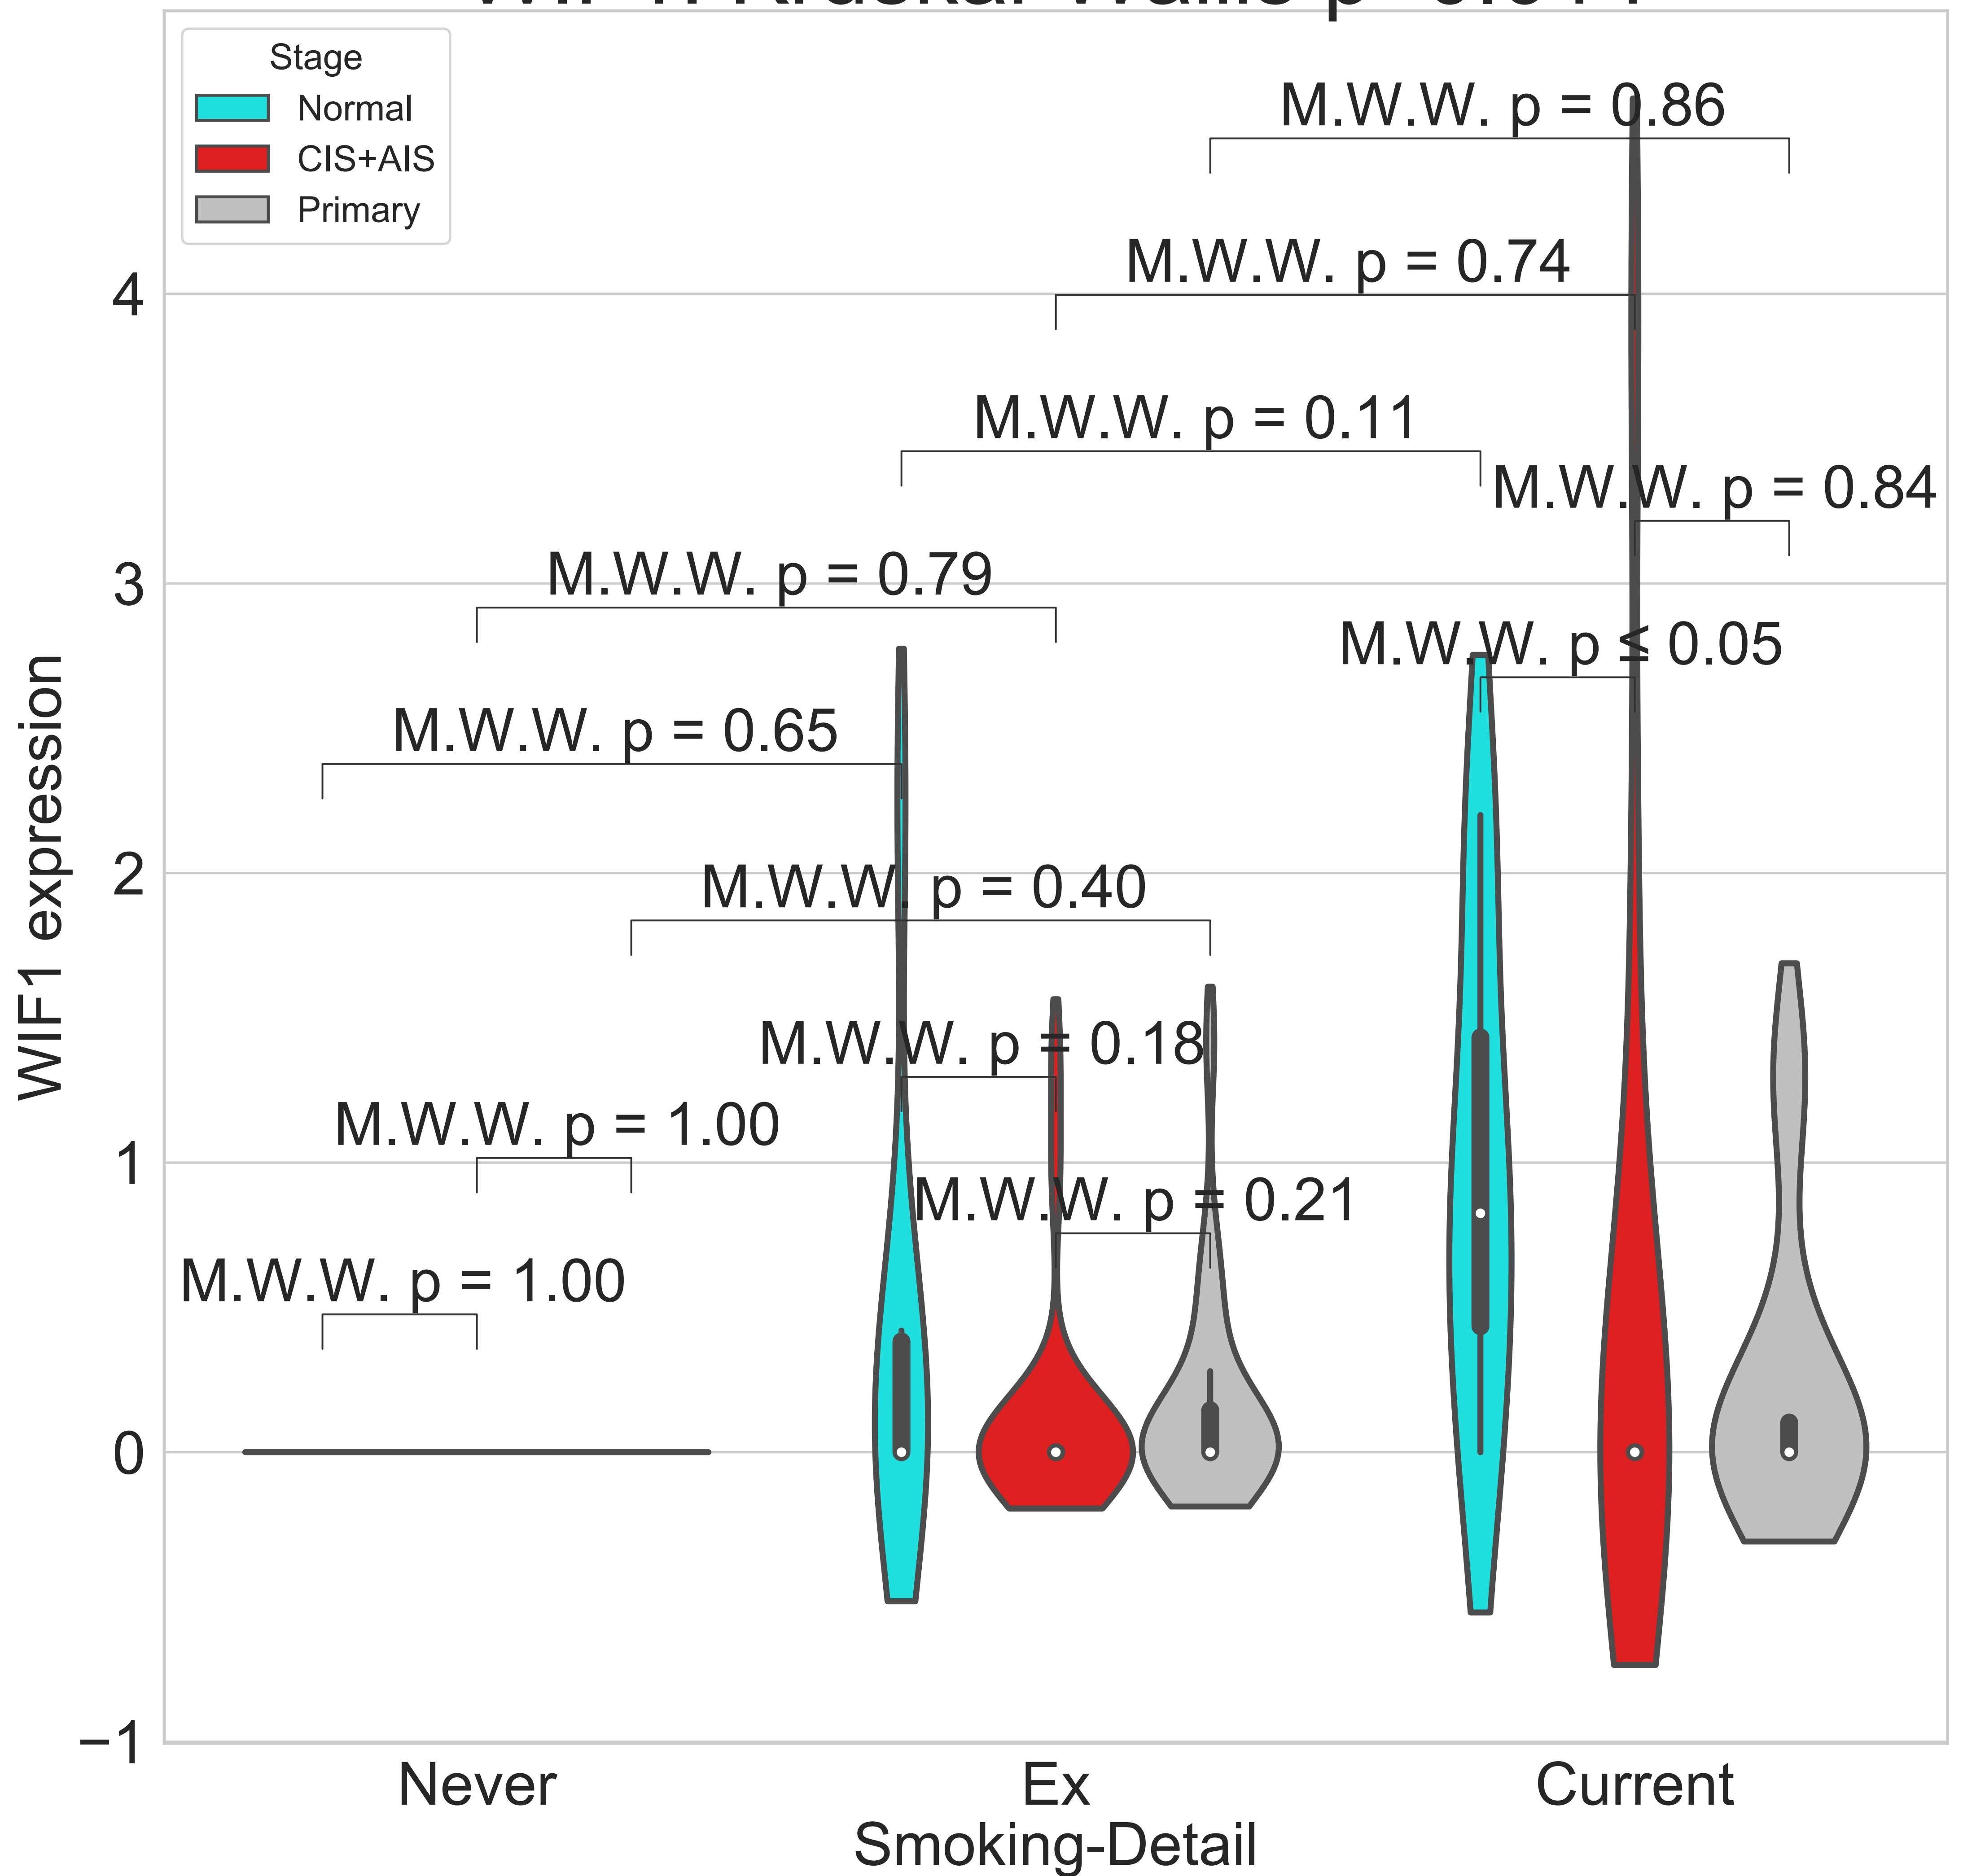 Stage
Normal
CIS+AIS
Primary
M.W.W. p = 0.86
M.W.W. p = 0.74
M.W.W. p = 0.11
M.W.W. p = 0.84
M.W.W. p = 0.79
M.W.W. p ≤ 0.05
M.W.W. p = 0.65
M.W.W. p = 0.40
M.W.W. p = 0.18
M.W.W. p = 1.00
M.W.W. p = 0.21
M.W.W. p = 1.00
4
3
2
1
0
−1
WIF1 expression
Never
Ex
Current
Smoking-Detail